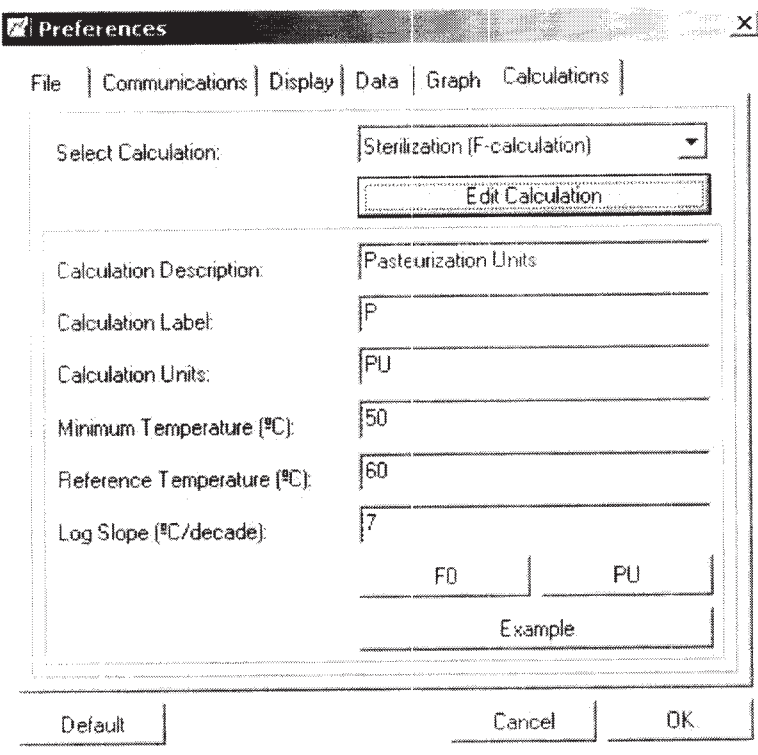 Preferences
File Communications Display Data Graph Calculations
Select Calculation: Sterilization (F-calculation)
Edit Calculation
Calculation Description: Pasteurization Units
Calculation Label: P
Calculation Units: PU
Minimum Temperature (ºC): 50
Reference Temperature (ºC): 60
Log Slope (ºC/decade): 7
F0 PU
Example
Default Cancel OK